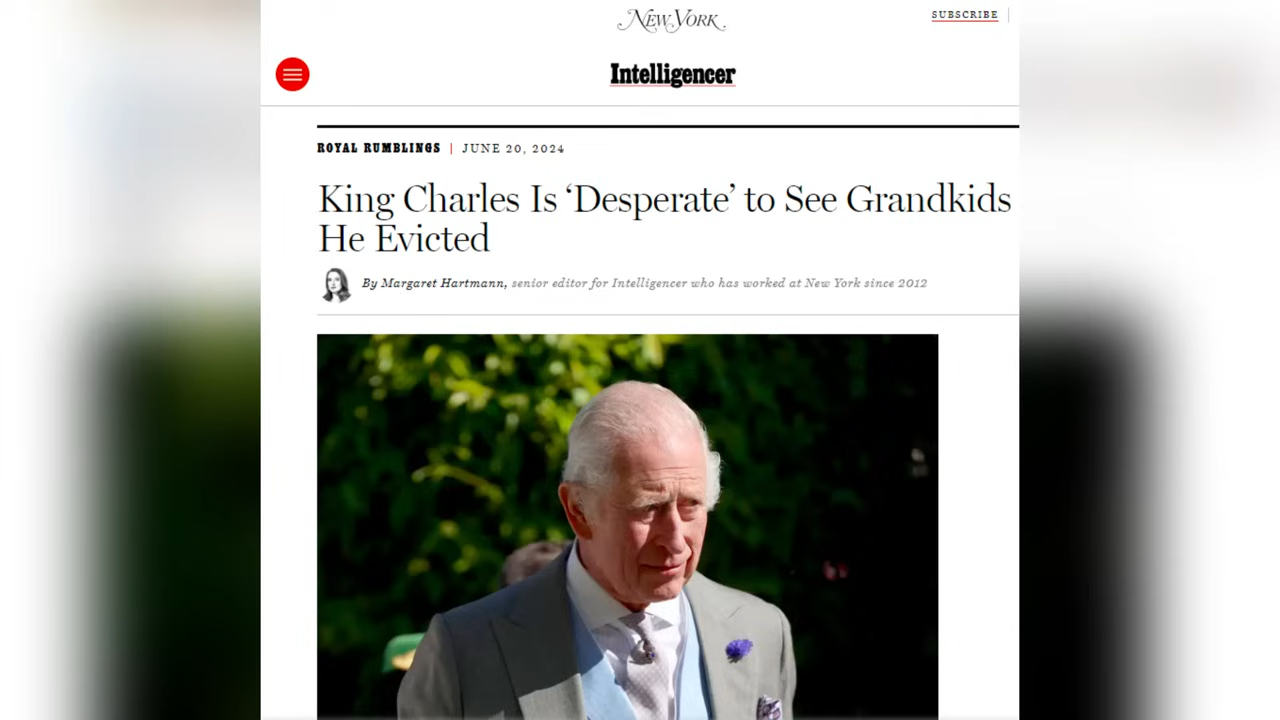 NEW YORK
SUBSCRIBE
Intelligencer
ROYAL RUMBLINGS | JUNE 20, 2024
King Charles Is ‘Desperate’ to See Grandkids
He Evicted
By Margaret Hartmann, senior editor for Intelligencer who has worked at New York since 2012